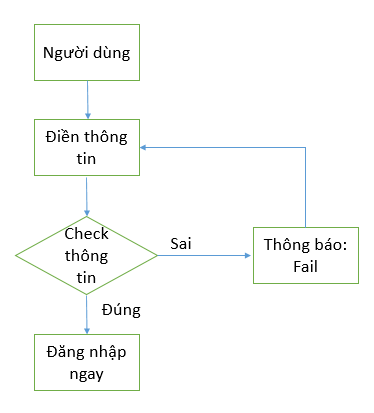 Người dùng
Điền thông
tin
Check
thông
tin
Sai
Thông báo:
Fail
Đúng
Đăng nhập
ngay